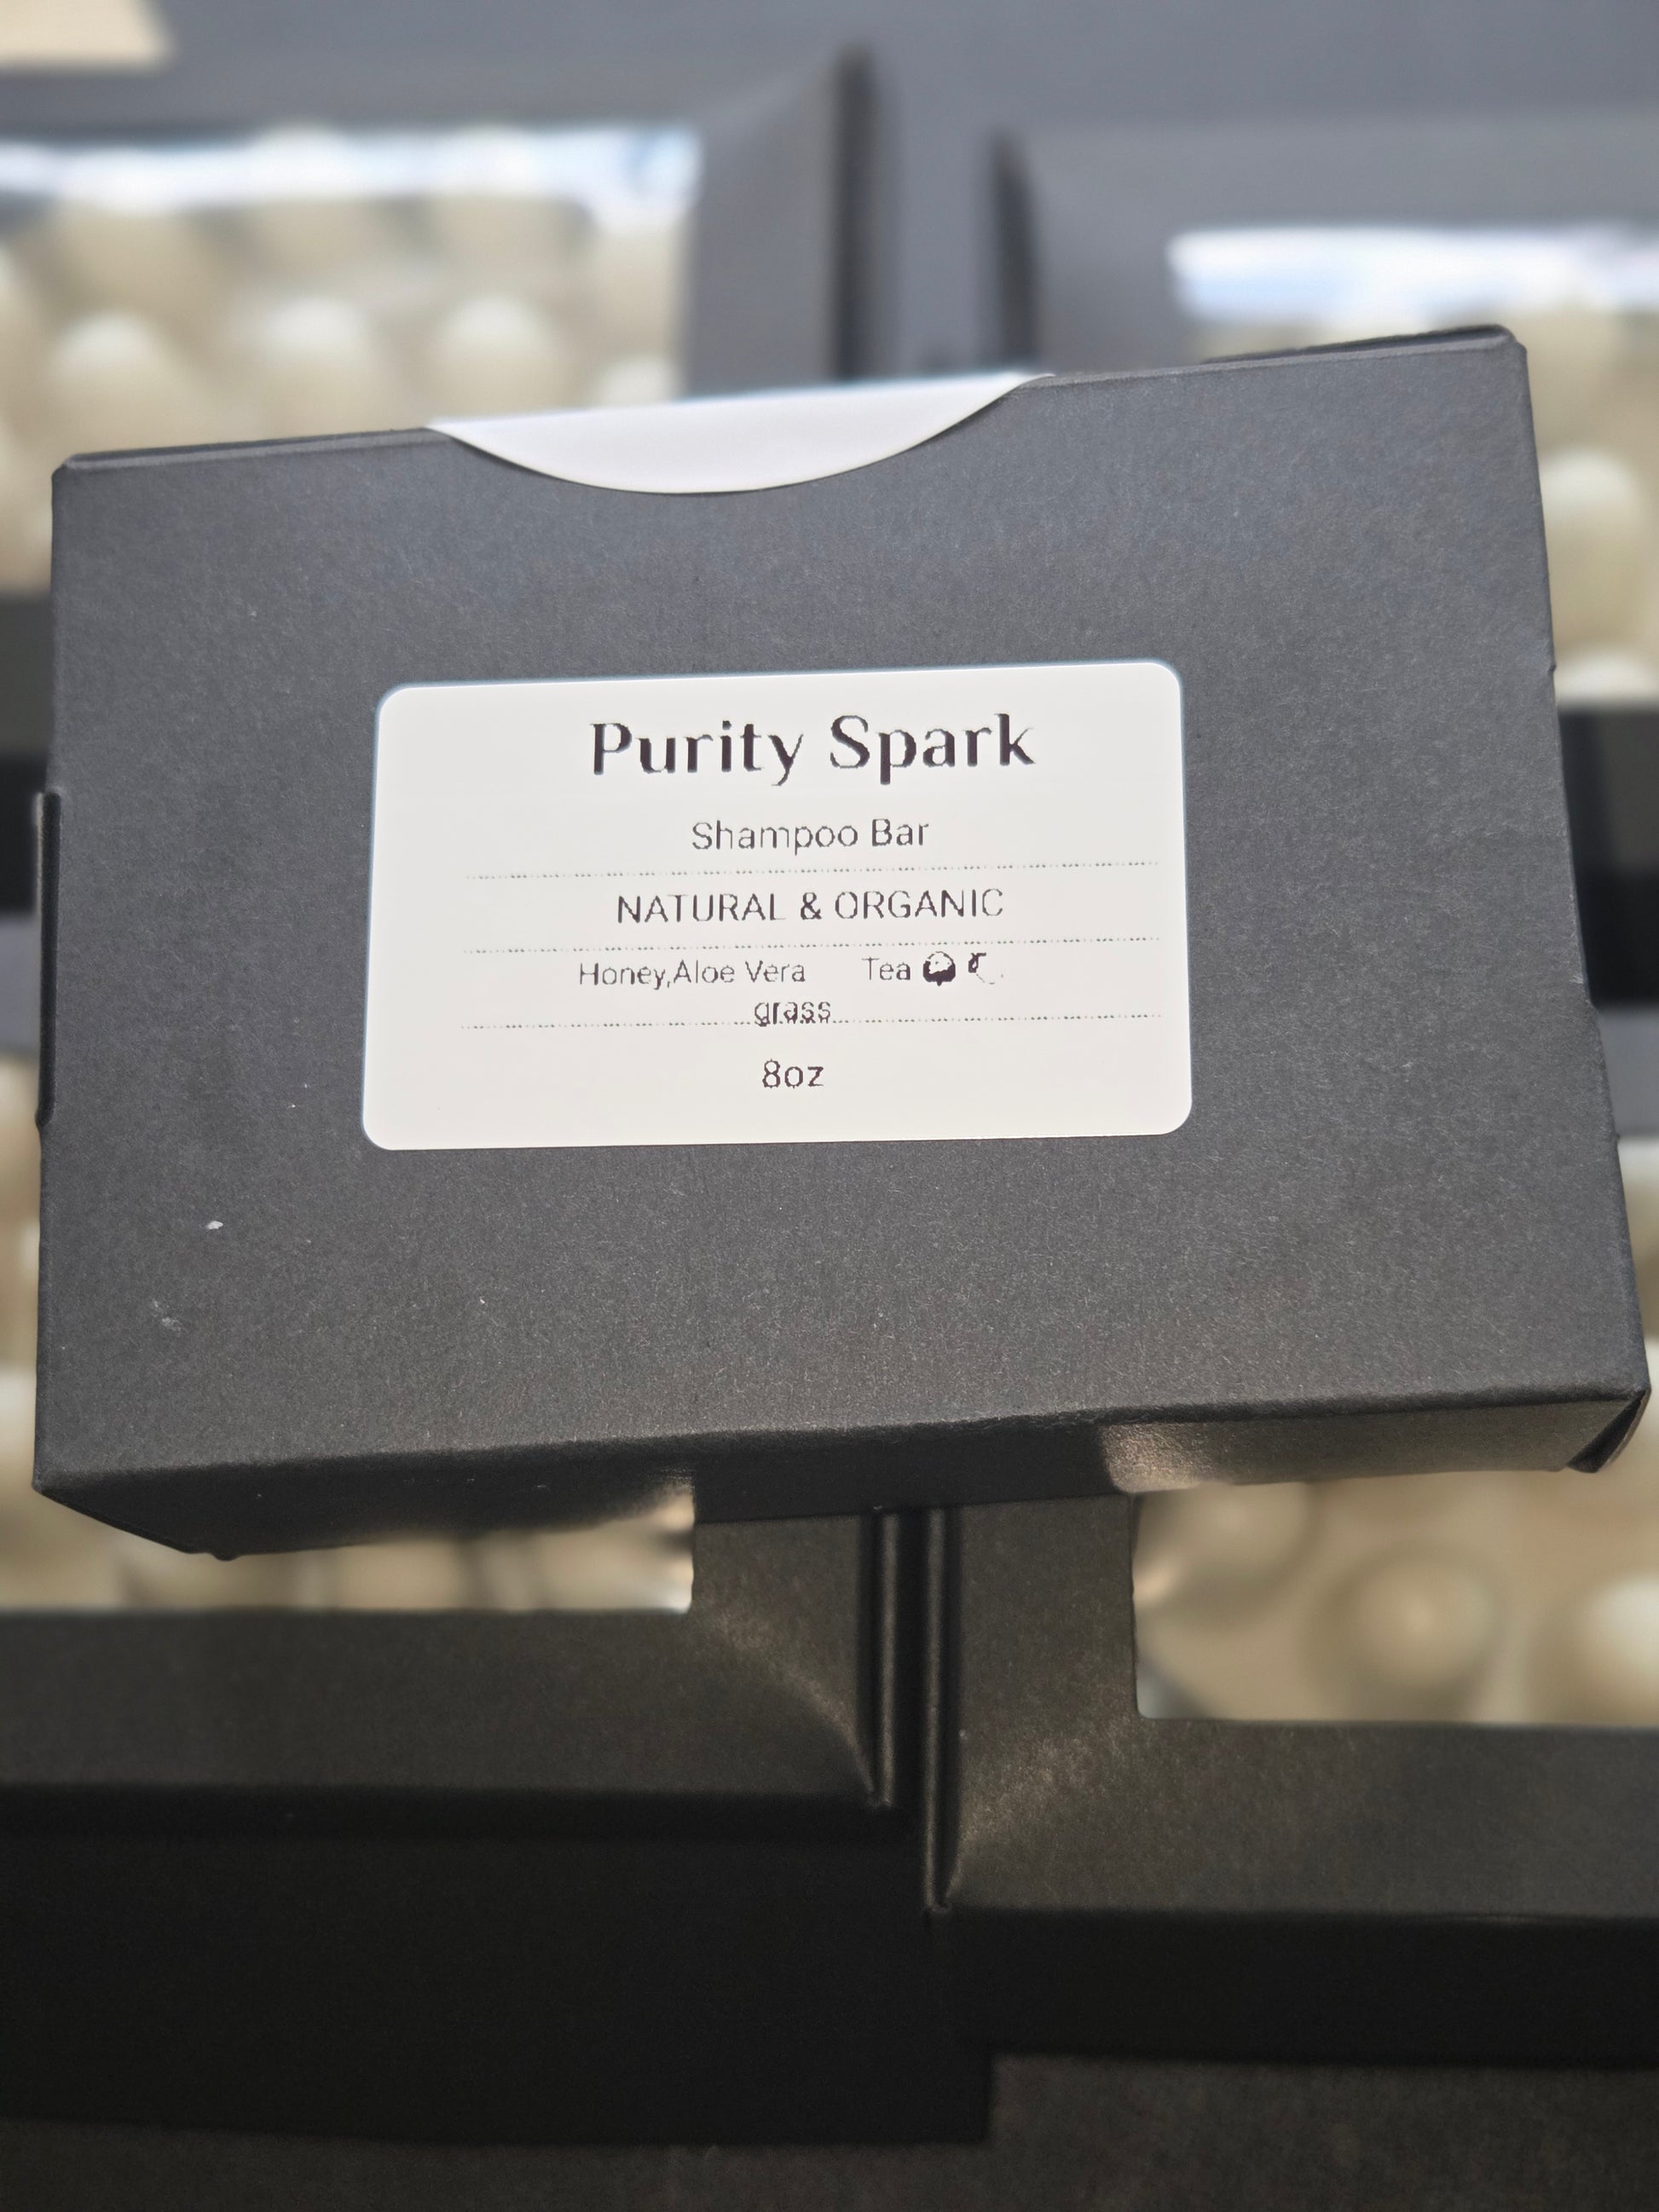 Purity Spark
Shampoo Bar
NATURAL & ORGANIC
Honey,Aloe Vera Tea
grass
8oz